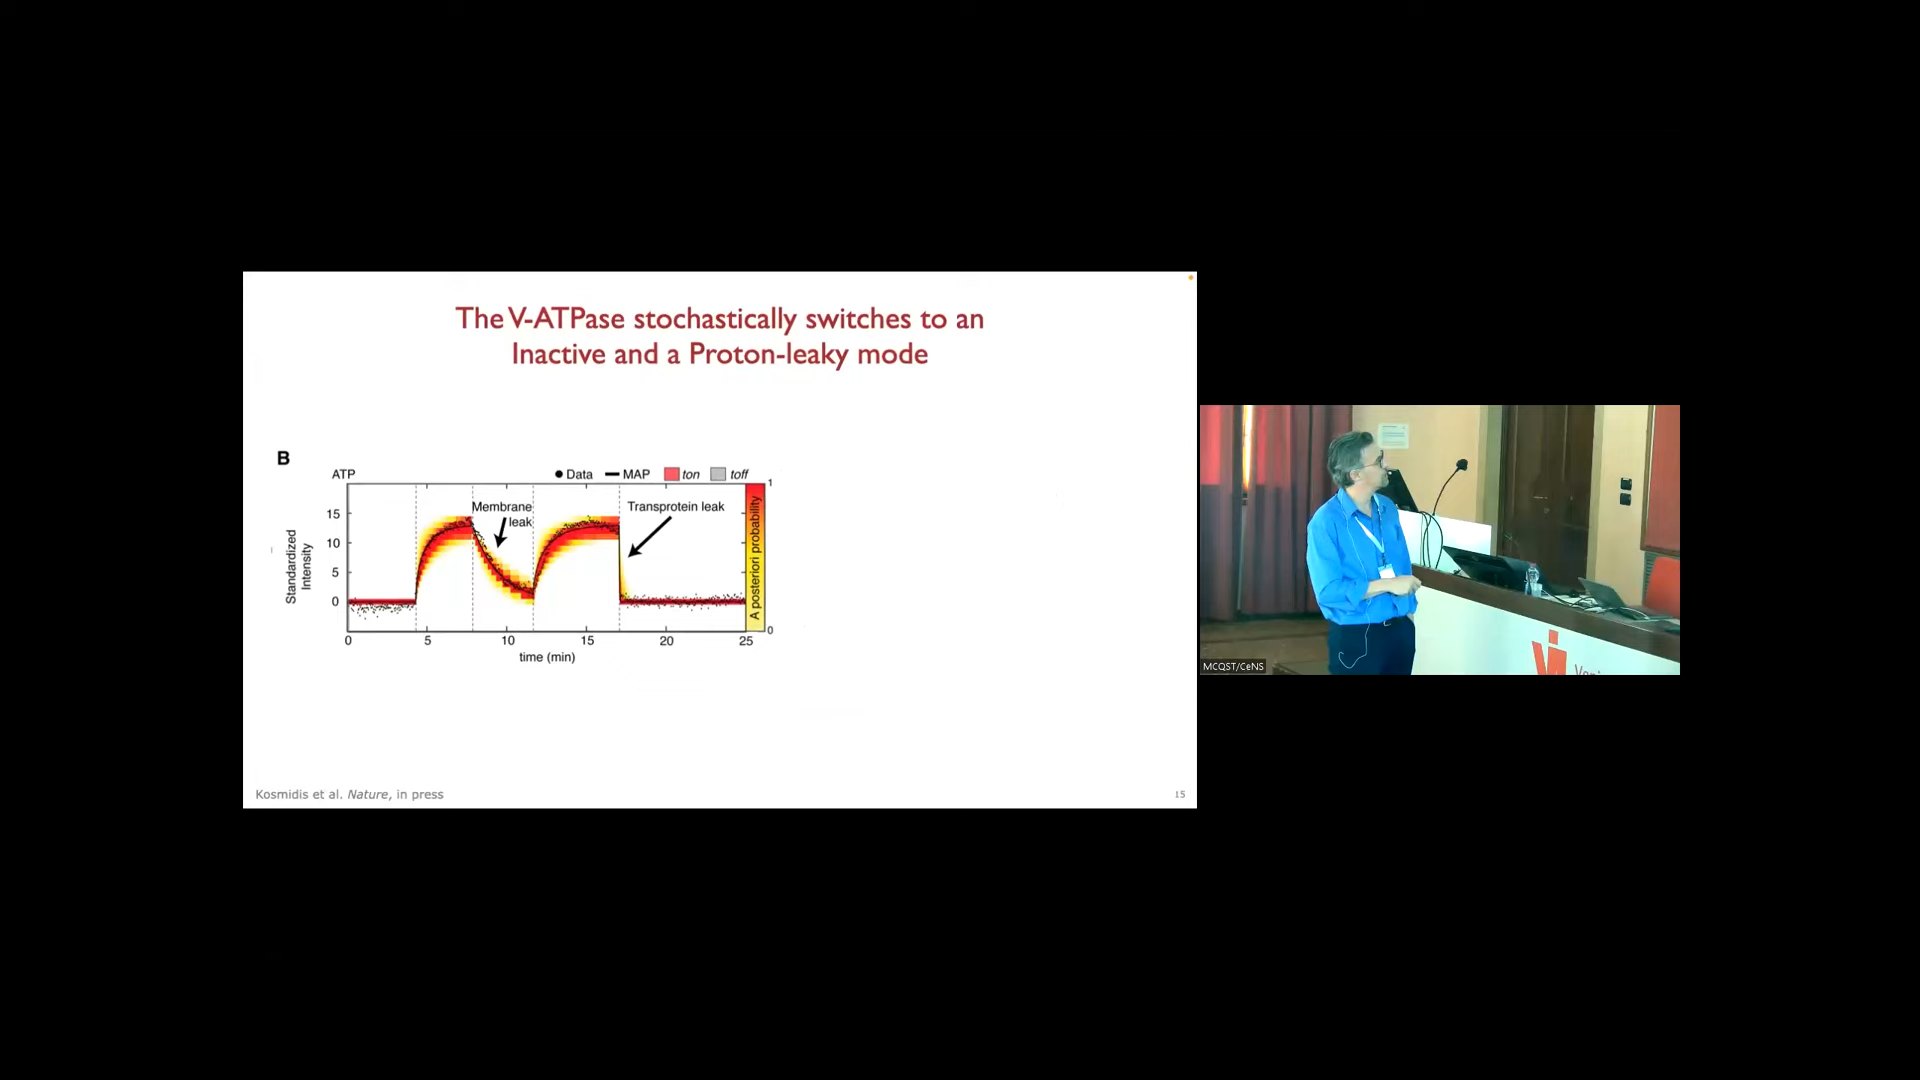 The V-ATPase stochastically switches to an
Inactive and a Proton-leaky mode
B
ATP
Data MAP ton toff
Membrane
leak
Transprotein leak
Standardized
Intensity
15
10
5
0
0 5 10 15 20 25
time (min)
1
A posteriori probability
0
Kosmidis et al. Nature, in press
15
MCQST/CeNS